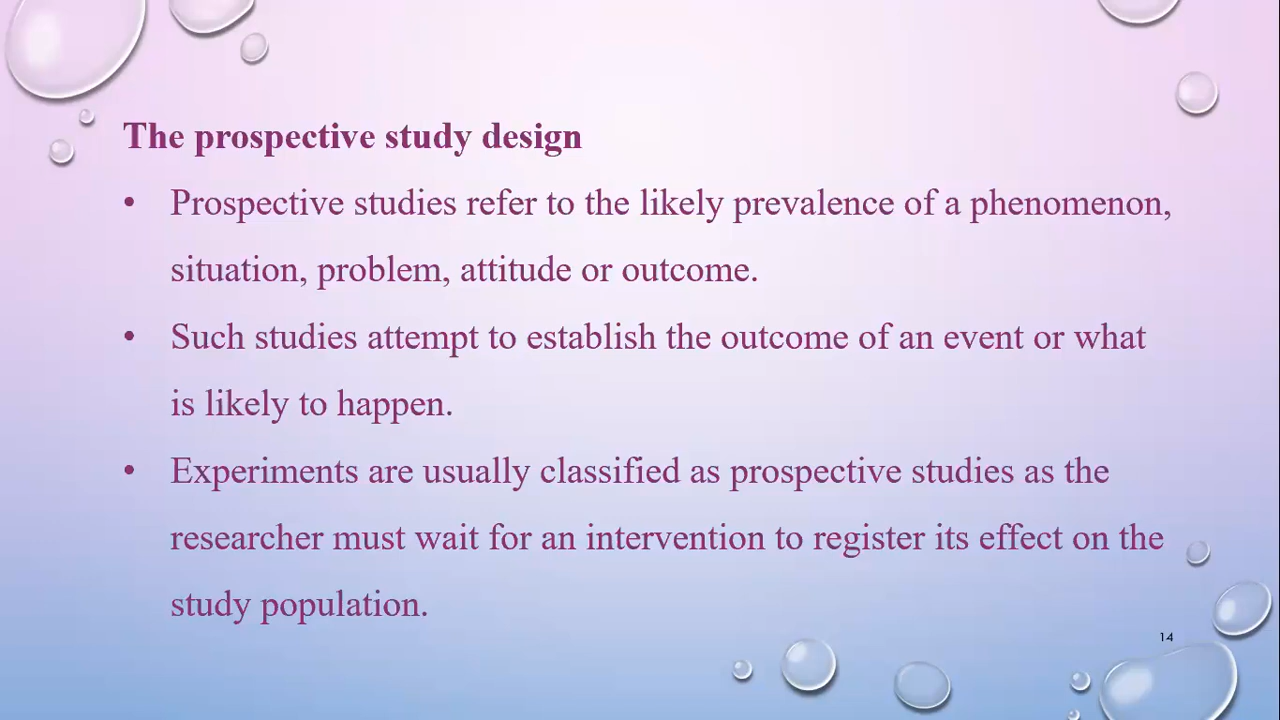 The prospective study design
• Prospective studies refer to the likely prevalence of a phenomenon,
situation, problem, attitude or outcome.
• Such studies attempt to establish the outcome of an event or what
is likely to happen.
• Experiments are usually classified as prospective studies as the
researcher must wait for an intervention to register its effect on the
study population.
14